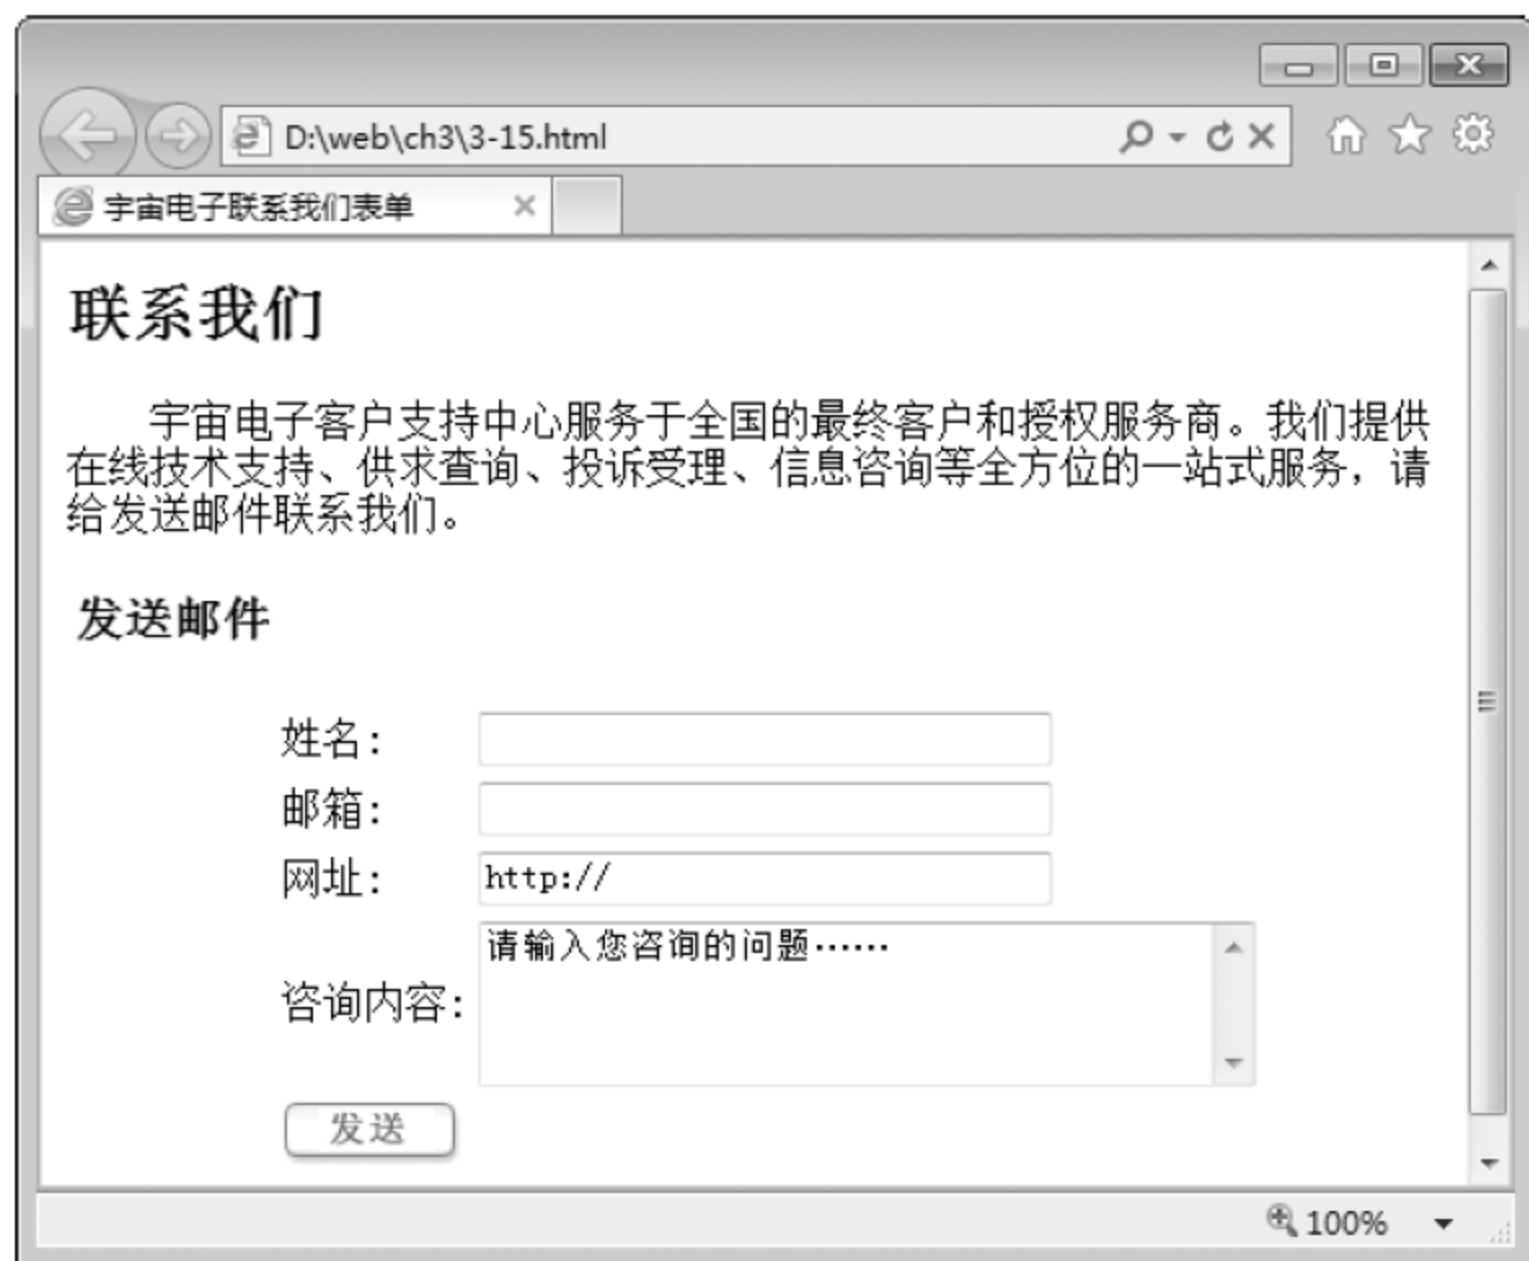 D:\web\ch3\3-15.html
宇宙电子联系我们表单
联系我们
宇宙电子客户支持中心服务于全国的最终客户和授权服务商。我们提供
在线技术支持、供求查询、投诉受理、信息咨询等全方位的一站式服务，请
给发送邮件联系我们。
发送邮件
姓名：
邮箱：
网址： http://
请输入您咨询的问题……
咨询内容：
发送
100%